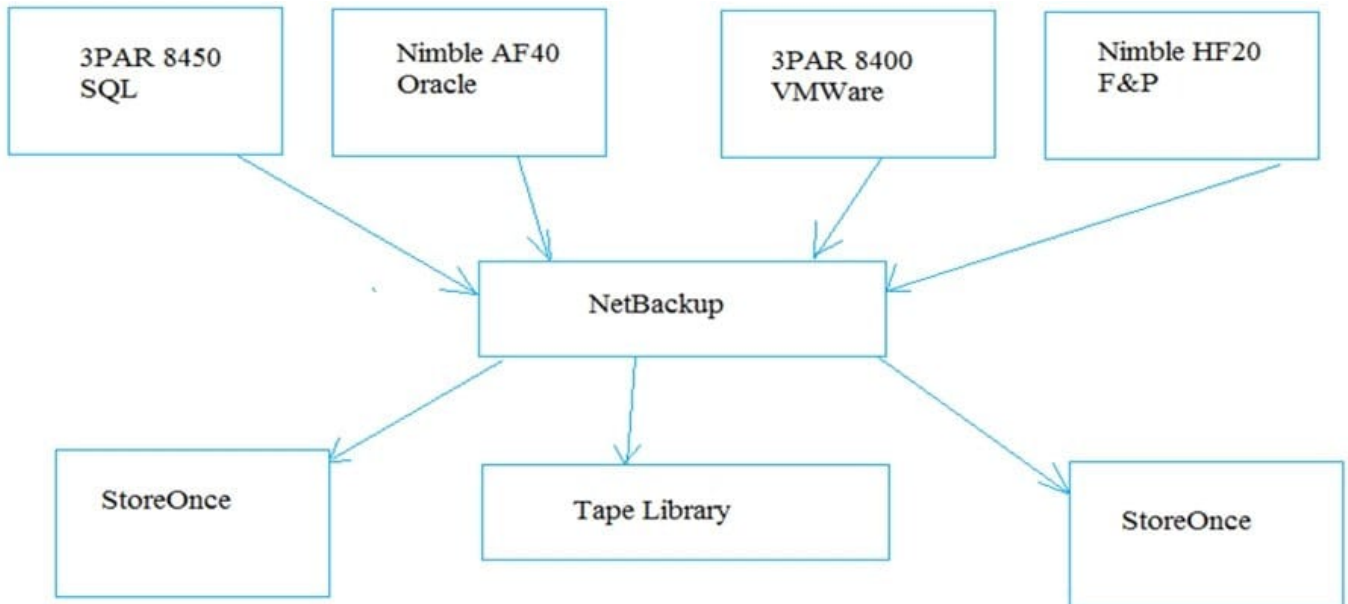 3PAR 8450
SQL
Nimble AF40
Oracle
3PAR 8400
VMWare
Nimble HF20
F&P
NetBackup
StoreOnce
Tape Library
StoreOnce